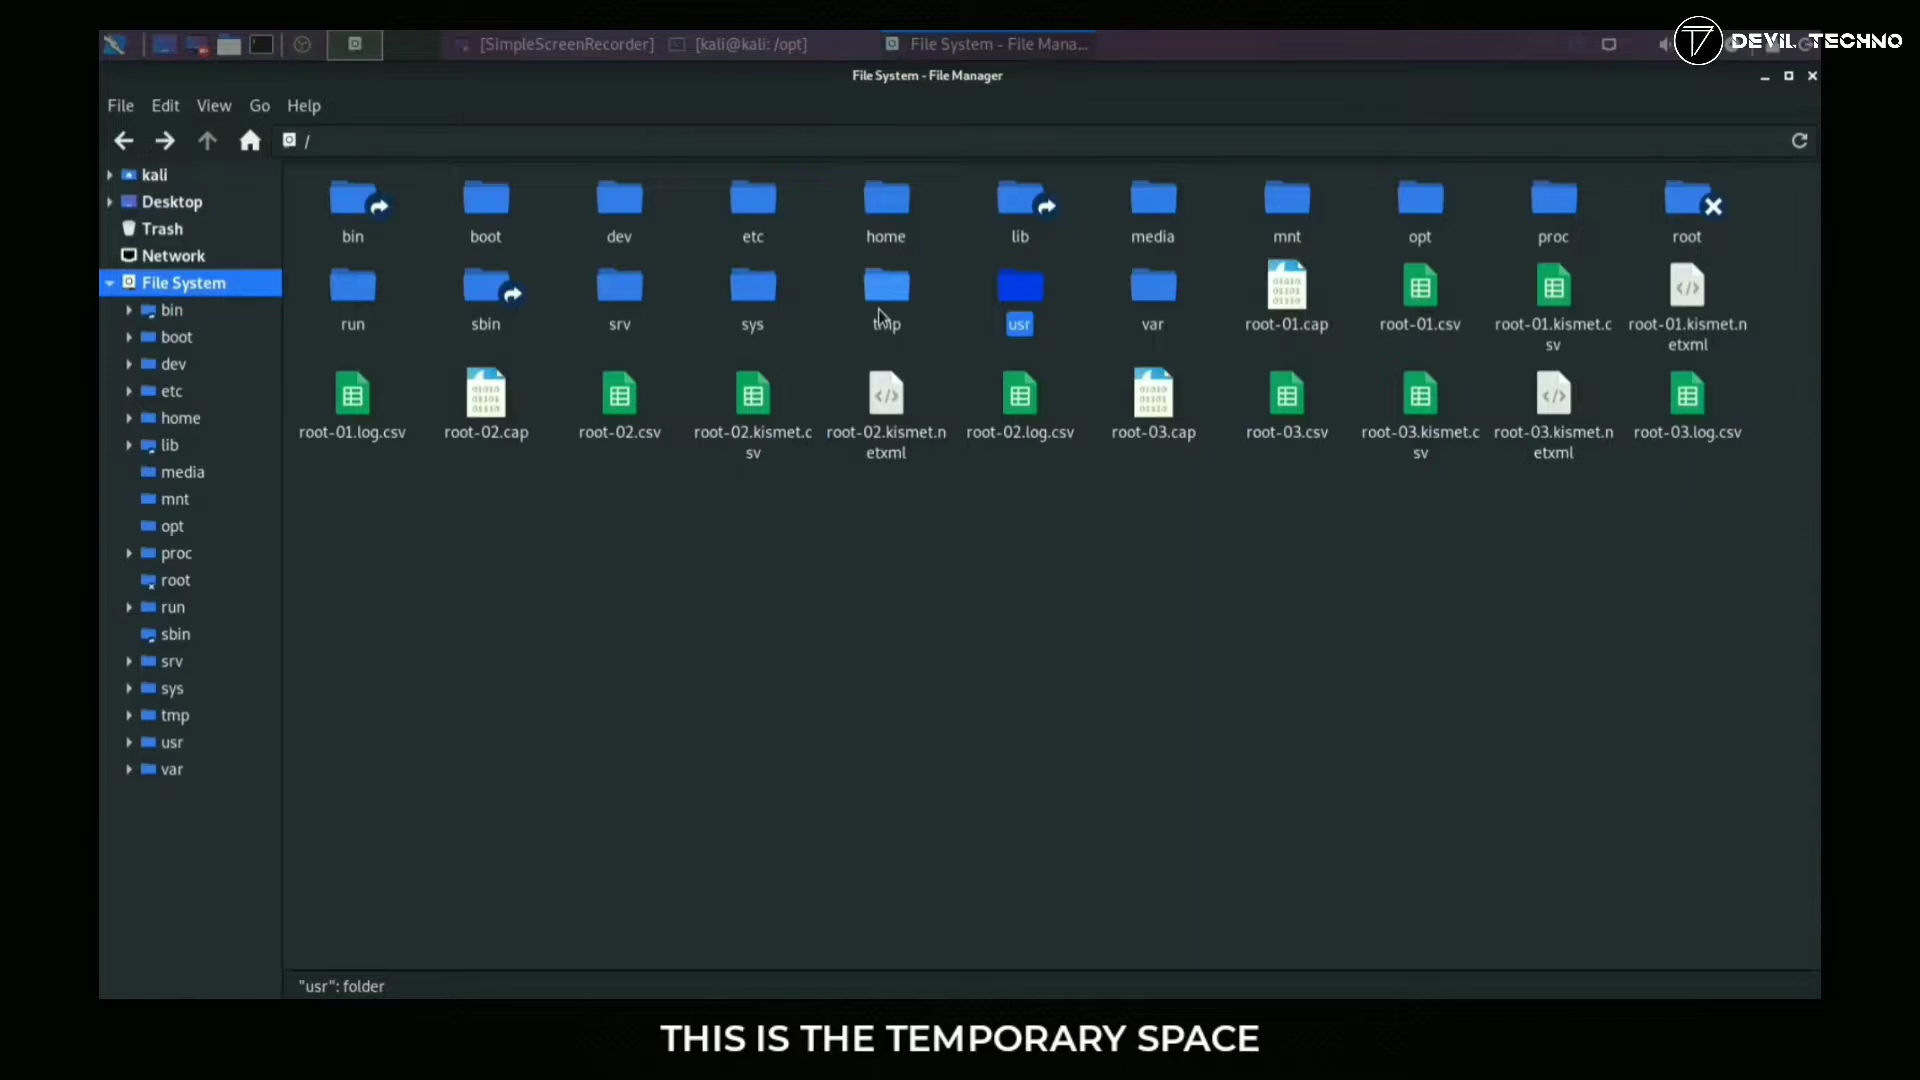 DEVIL TECHNO
[SimpleScreenRecorder]
[kali@kali: /opt]
File System - File Mana...
File System - File Manager
File Edit View Go Help
/
kali
Desktop
Trash
Network
File System
bin
boot
dev
etc
home
lib
media
mnt
opt
proc
root
run
sbin
srv
sys
tmp
usr
var
bin boot dev etc home lib media mnt opt proc root
run sbin srv sys tmp usr var root-01.cap root-01.csv root-01.kismet.c root-01.kismet.n
sv etxml
root-01.log.csv root-02.cap root-02.csv root-02.kismet.c root-02.kismet.n root-02.log.csv root-03.cap root-03.csv root-03.kismet.c root-03.kismet.n root-03.log.csv
sv etxml sv etxml
"usr": folder
THIS IS THE TEMPORARY SPACE